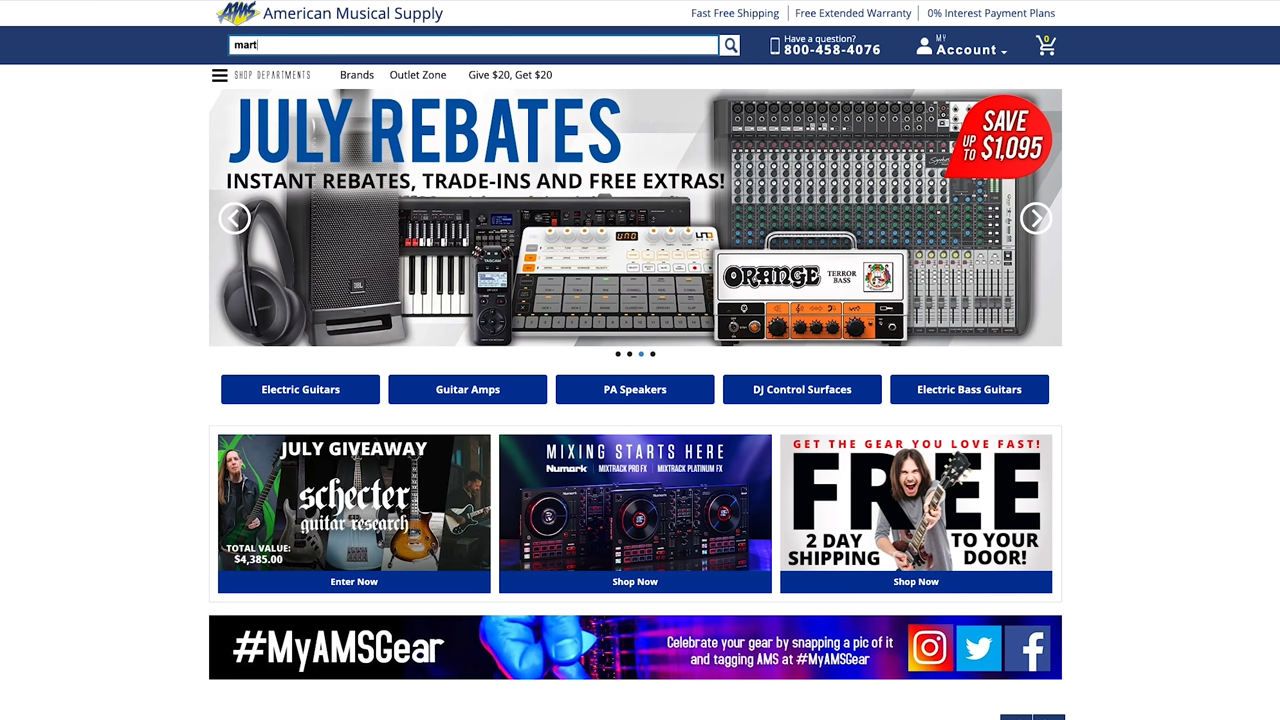 AMS American Musical Supply
Fast Free Shipping Free Extended Warranty 0% Interest Payment Plans
mart
Have a question?
800-458-4076
MY
Account
0
SHOP DEPARTMENTS Brands Outlet Zone Give $20, Get $20
JULY REBATES
INSTANT REBATES, TRADE-INS AND FREE EXTRAS!
SAVE
UP TO $1,095
JBL
TASCAM
UNO
ORANGE TERROR
BASS
Electric Guitars Guitar Amps PA Speakers DJ Control Surfaces Electric Bass Guitars
JULY GIVEAWAY
schecter
guitar research
TOTAL VALUE:
$4,385.00
Enter Now
MIXING STARTS HERE
Numark MIXTRACK PRO FX MIXTRACK PLATINUM FX
Shop Now
GET THE GEAR YOU LOVE FAST!
FREE
2 DAY
SHIPPING
TO YOUR
DOOR!
Shop Now
#MyAMSGear
Celebrate your gear by snapping a pic of it
and tagging AMS at #MyAMSGear